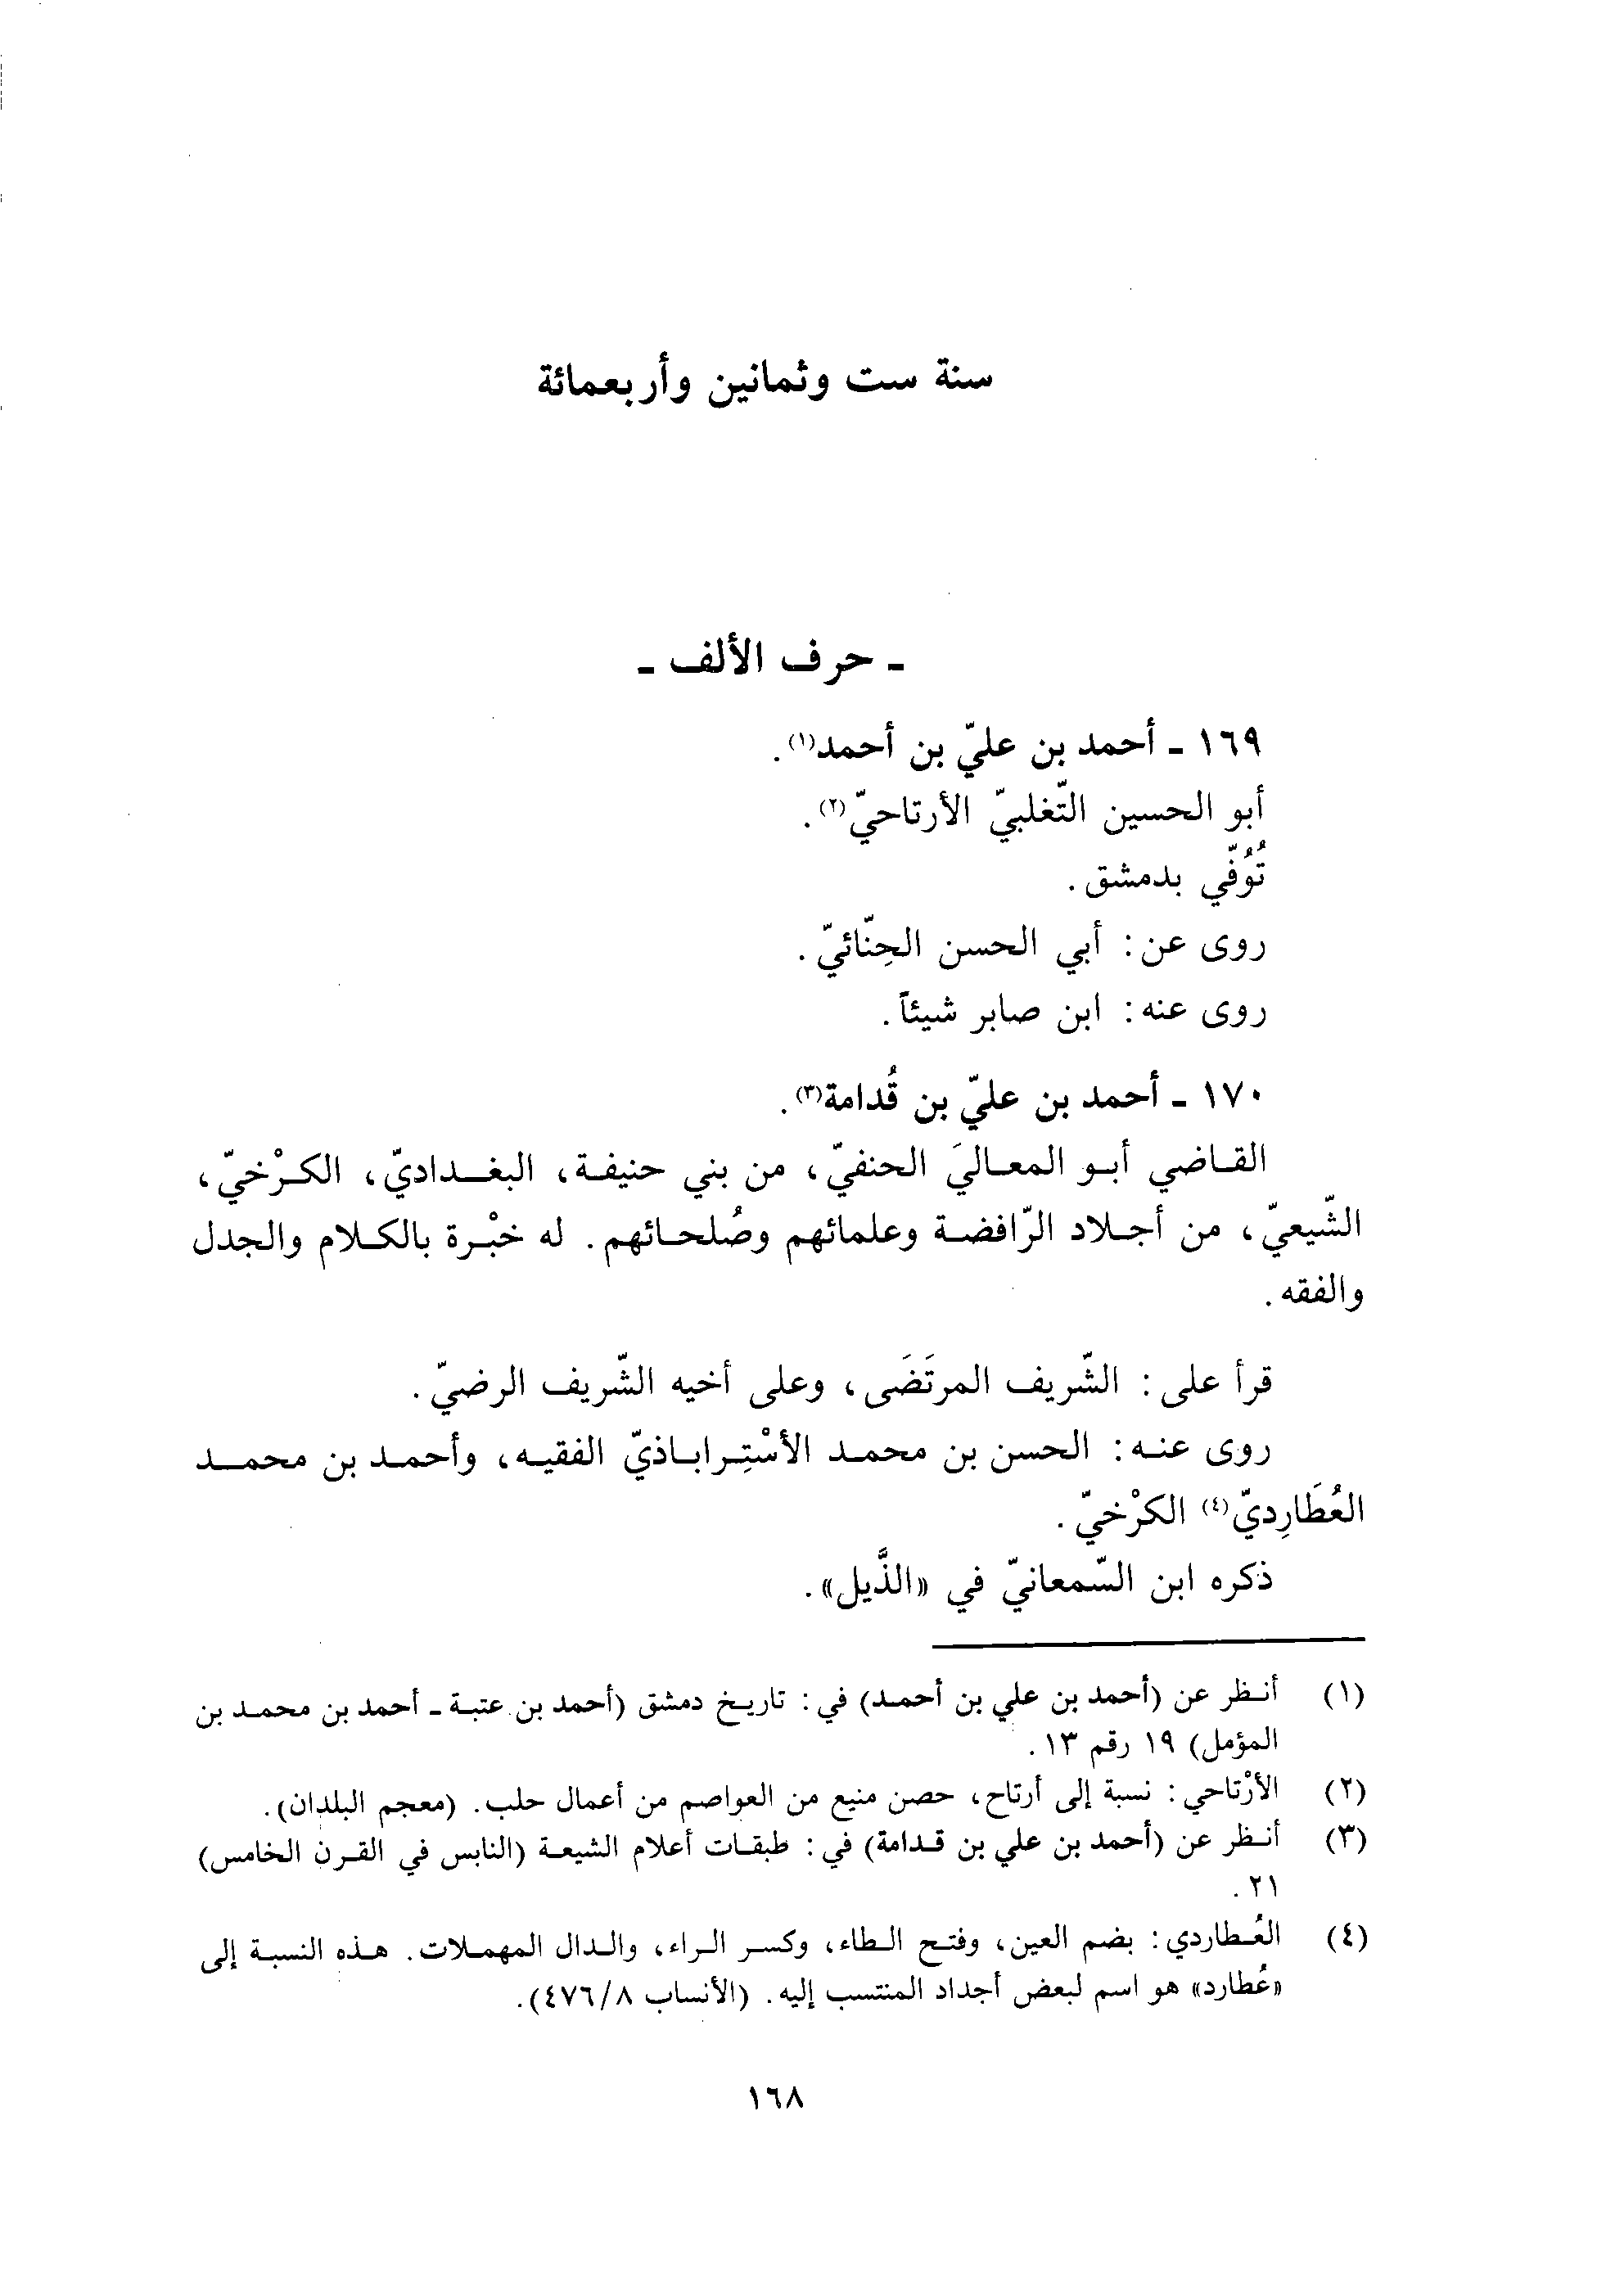 سنة ست وثمانين وأربعمائة
ـ حرف الألف ـ
١٦٩ ـ أحمد بن عليّ بن أحمد(١).
أبو الحسين التّغلبيّ الأرتاحيّ(٢).
تُوُفّي بدمشق.
روى عن: أبي الحسن الحِنّائيّ.
روى عنه: ابن صابر شيئاً.
١٧٠ ـ أحمد بن عليّ بن قُدامة(٣).
القاضي أبو المعاليَ الحنفيّ، من بني حنيفة، البغداديّ، الكرْخيّ،
الشّيعيّ، من أجلاد الرّافضة وعلمائهم وصُلحائهم. له خبْرة بالكلام والجدل
والفقه.
قرأ على: الشّريف المرتَضَى، وعلى أخيه الشّريف الرضيّ.
روى عنه: الحسن بن محمد الأسْتِراباذيّ الفقيه، وأحمد بن محمد
العُطَارِديّ(٤) الكرْخيّ.
ذكره ابن السّمعانيّ في «الذَّيل».
(١) أنظر عن (أحمد بن علي بن أحمد) في: تاريخ دمشق (أحمد بن عتبة ـ أحمد بن محمد بن
المؤمل) ١٩ رقم ١٣.
(٢) الأرْتاحي: نسبة إلى أرتاح، حصن منيع من العواصم من أعمال حلب. (معجم البلدان).
(٣) أنظر عن (أحمد بن علي بن قدامة) في: طبقات أعلام الشيعة (النابس في القرن الخامس)
٢١.
(٤) العُطاردي: بضم العين، وفتح الطاء، وكسر الراء، والدال المهملات. هذه النسبة إلى
«عُطارد» هو اسم لبعض أجداد المنتسب إليه. (الأنساب ٤٧٦/٨).
١٦٨